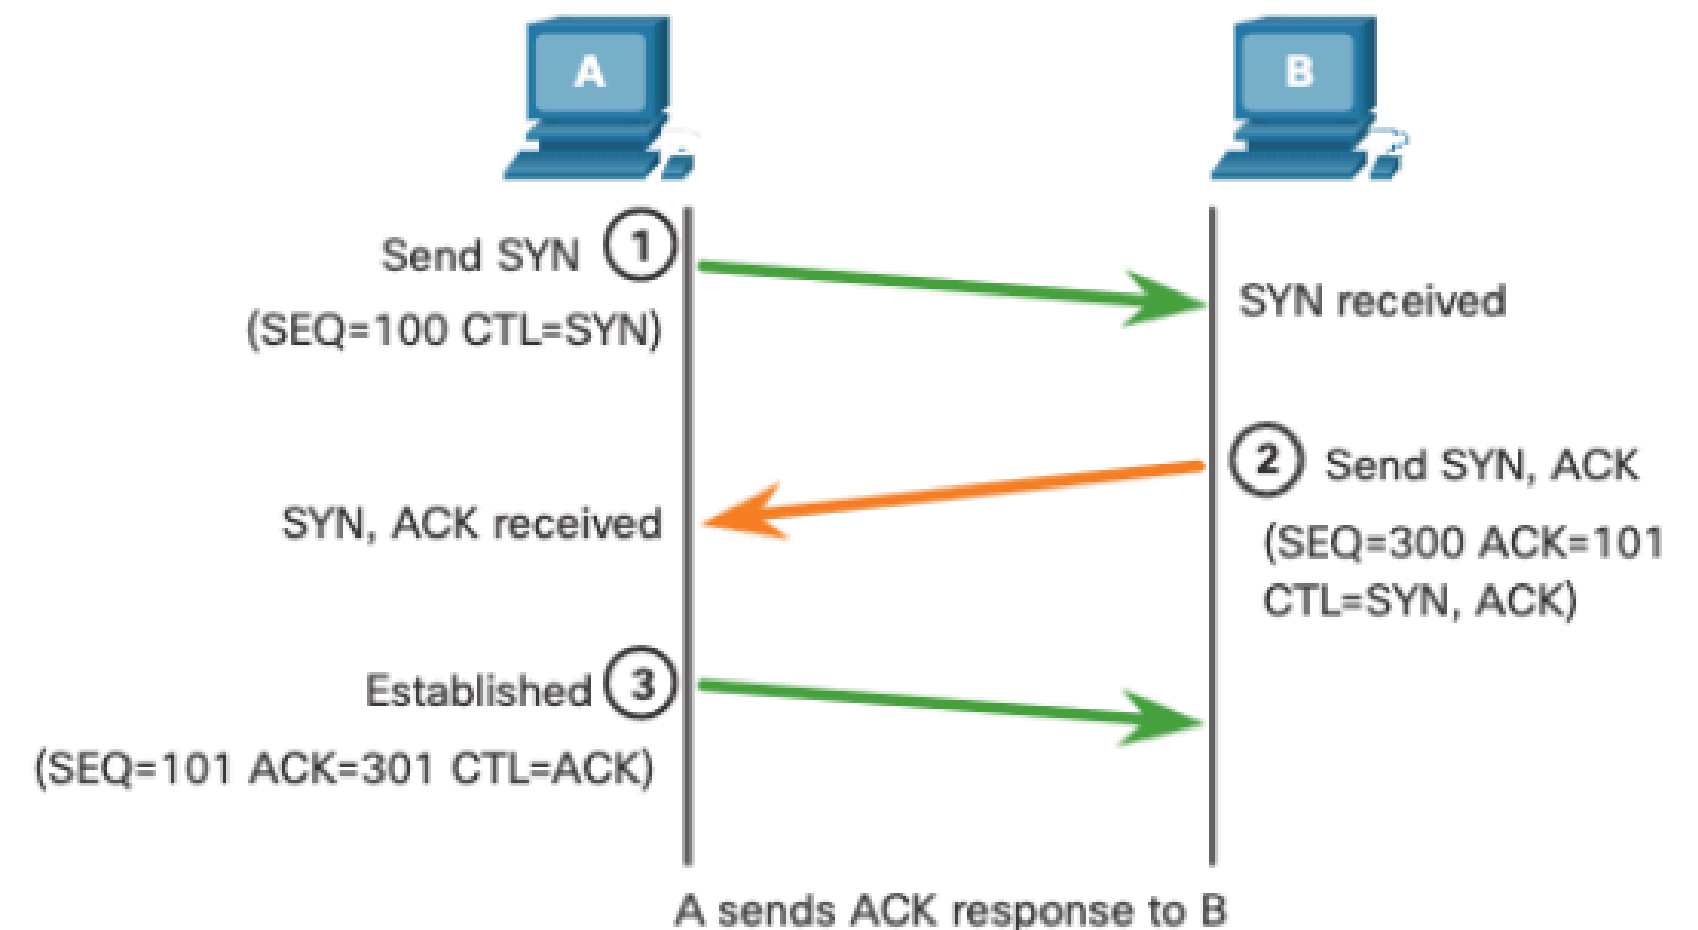 A
B
Send SYN 1
(SEQ=100 CTL=SYN)
SYN received
2 Send SYN, ACK
(SEQ=300 ACK=101
CTL=SYN, ACK)
SYN, ACK received
Established 3
(SEQ=101 ACK=301 CTL=ACK)
A sends ACK response to B